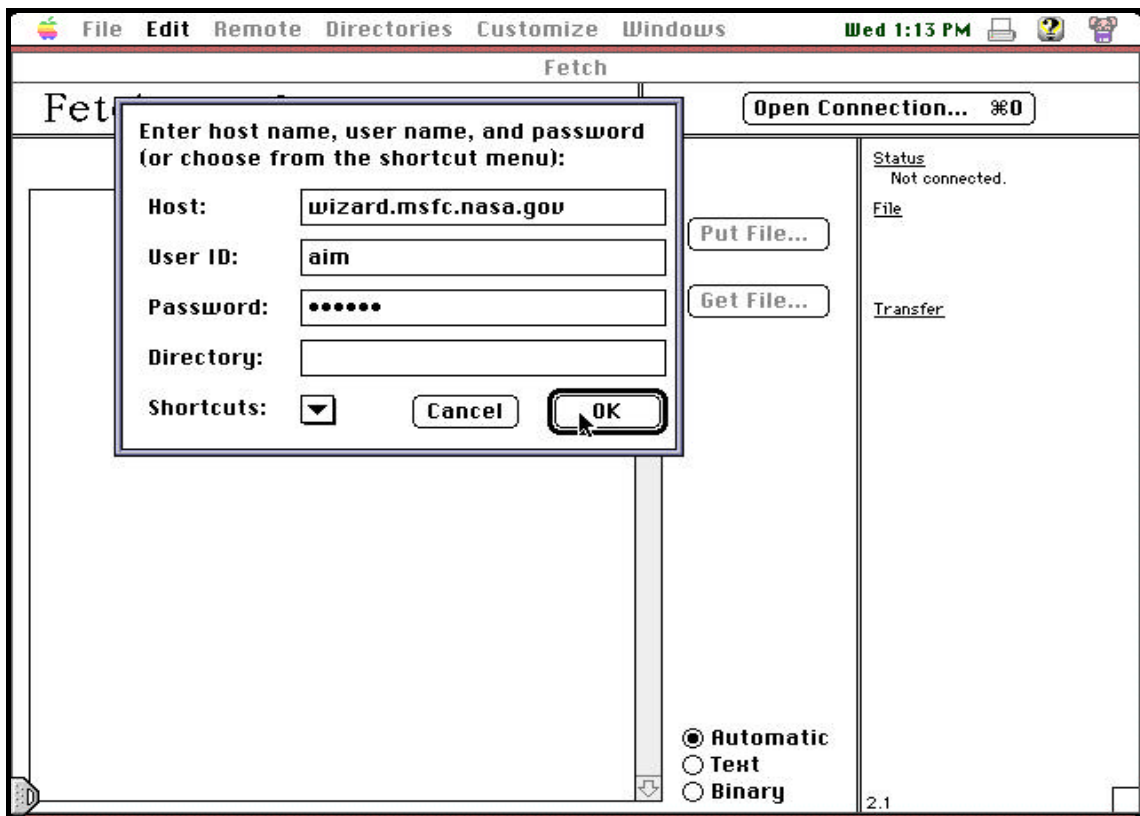 File Edit Remote Directories Customize Windows Wed 1:13 PM
Fetch
Open Connection... ⌘O
Enter host name, user name, and password
(or choose from the shortcut menu):
Host: wizard.msfc.nasa.gov
User ID: aim
Password: ••••••
Directory:
Shortcuts:
Cancel OK
Put File...
Get File...
Status
Not connected.
File
Transfer
Automatic
Text
Binary
2.1